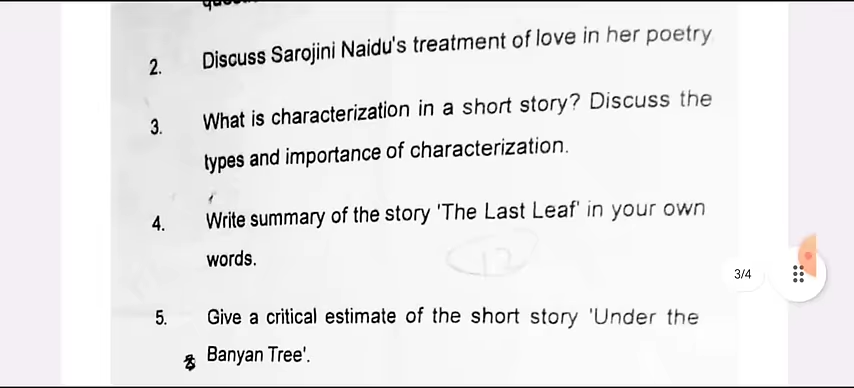 2. Discuss Sarojini Naidu's treatment of love in her poetry
3. What is characterization in a short story? Discuss the
types and importance of characterization.
4. Write summary of the story 'The Last Leaf' in your own
words.
12
3/4
5. Give a critical estimate of the short story 'Under the
Banyan Tree'.